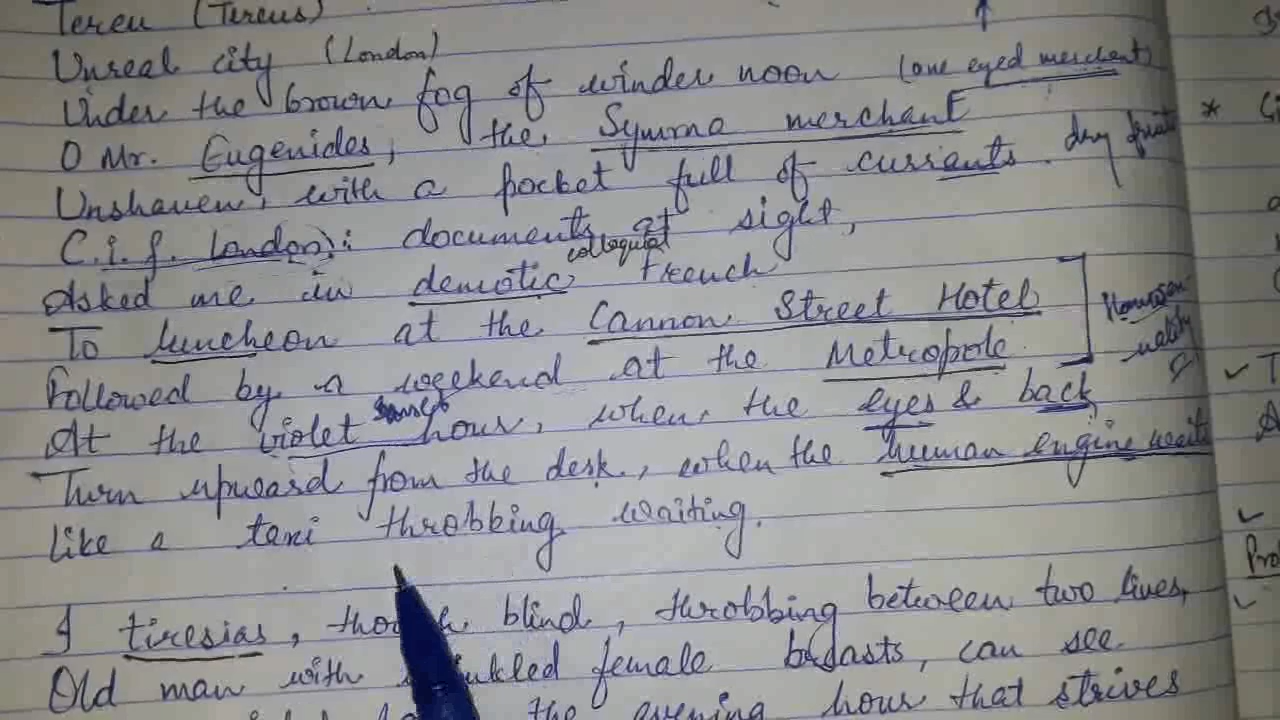 Tereu (Tereus)
Unreal city (London)
Under the brown fog of winder noon (one eyed merchant)
O Mr. Eugenides, the Symrna merchant
Unshaven, with a pocket full of currants. dry fruits
C.i.f. london: documents at sight,
colloquial
Asked me in demotic French
To luncheon at the Cannon Street Hotel
Followed by a weekend at the Metropole
Homosexuality
sunset
At the violet hour, when the eyes & back
Turn upward from the desk, when the human engine waits
like a taxi throbbing waiting.
I tiresias, though blind, throbbing between two lives,
Old man with wrinkled female breasts, can see
the evening hour that strives